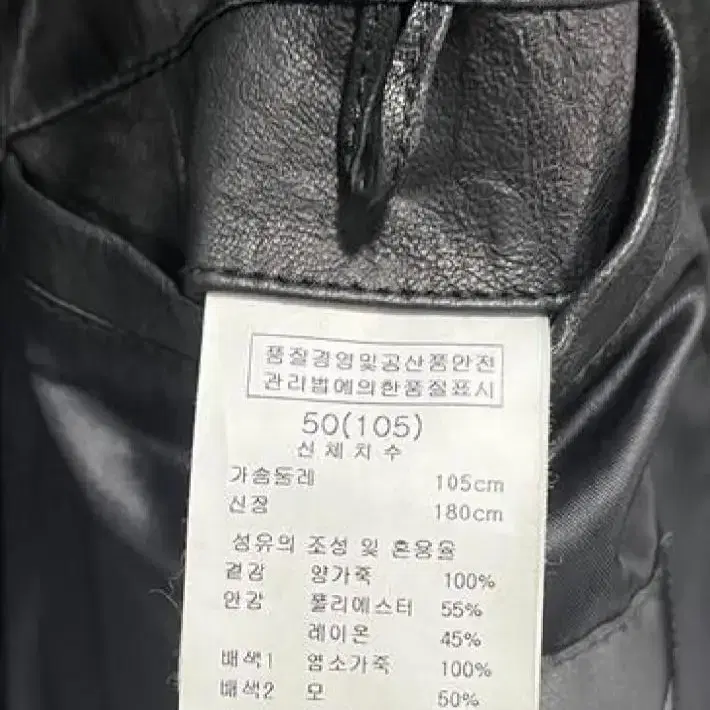 품질경영및공산품안전
관리법에의한품질표시
50(105)
신체치수
가슴둘레 105cm
신장 180cm
섬유의 조성 및 혼용율
겉감 양가죽 100%
안감 폴리에스터 55%
레이온 45%
배색1 염소가죽 100%
배색2 모 50%